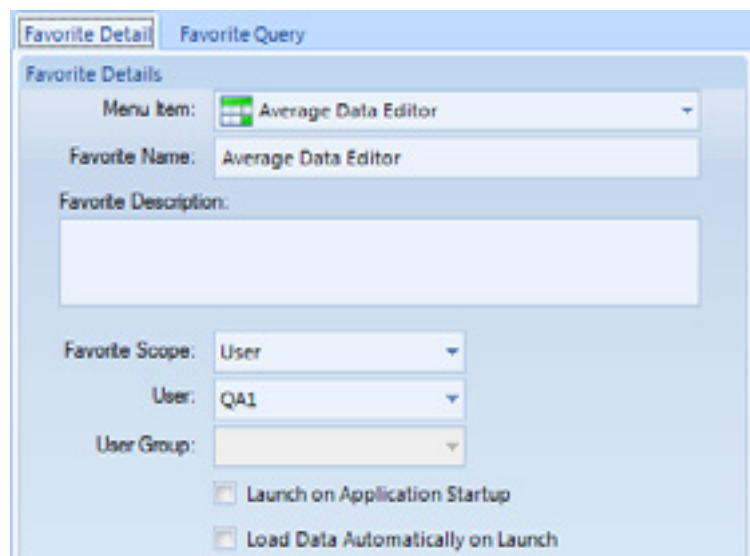 Favorite Detail Favorite Query
Favorite Details
Menu Item: Average Data Editor
Favorite Name: Average Data Editor
Favorite Description:
Favorite Scope: User
User: QA1
User Group:
Launch on Application Startup
Load Data Automatically on Launch